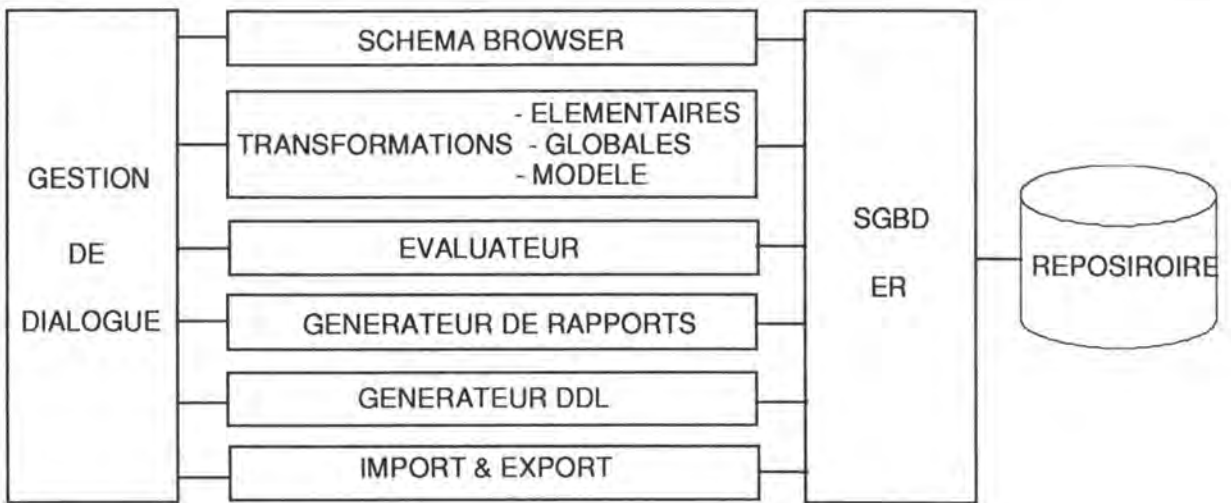 GESTION
DE
DIALOGUE
SCHEMA BROWSER
TRANSFORMATIONS
- ELEMENTAIRES
- GLOBALES
- MODELE
EVALUATEUR
GENERATEUR DE RAPPORTS
GENERATEUR DDL
IMPORT & EXPORT
SGBD
ER
REPOSIROIRE